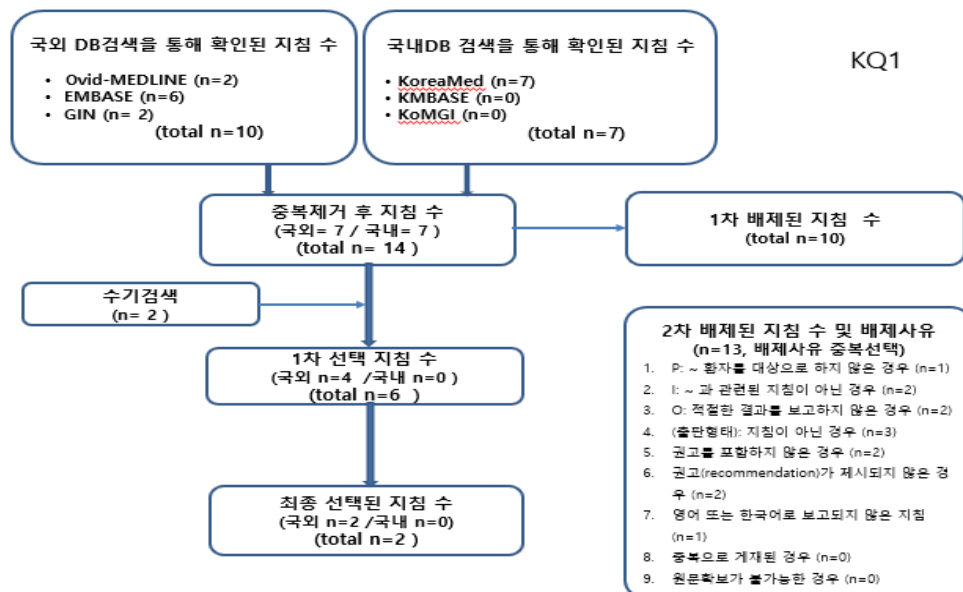 국외 DB검색을 통해 확인된 지침 수
• Ovid-MEDLINE (n=2)
• EMBASE (n=6)
• GIN (n= 2)
(total n=10)
국내DB 검색을 통해 확인된 지침 수
• KoreaMed (n=7)
• KMBASE (n=0)
• KoMGI (n=0)
(total n=7)
KQ1
중복제거 후 지침 수
(국외= 7 / 국내= 7 )
(total n= 14 )
1차 배제된 지침 수
(total n=10)
수기검색
(n= 2 )
1차 선택 지침 수
(국외 n=4 /국내 n=0 )
total n=6 )
최종 선택된 지침 수
(국외 n=2 /국내 n=0)
(total n=2 )
2차 배제된 지침 수 및 배제사유
(n=13, 배제사유 중복선택)
1. P: ~ 환자를 대상으로 하지 않은 경우 (n=1)
2. I: ~ 과 관련된 지침이 아닌 경우 (n=2)
3. O: 적절한 결과를 보고하지 않은 경우 (n=2)
4. (출판형태): 지침이 아닌 경우 (n=3)
5. 권고를 포함하지 않은 경우 (n=2)
6. 권고(recommendation)가 제시되지 않은 경
우 (n=2)
7. 영어 또는 한국어로 보고되지 않은 지침
(n=1)
8. 중복으로 게재된 경우 (n=0)
9. 원문확보가 불가능한 경우 (n=0)